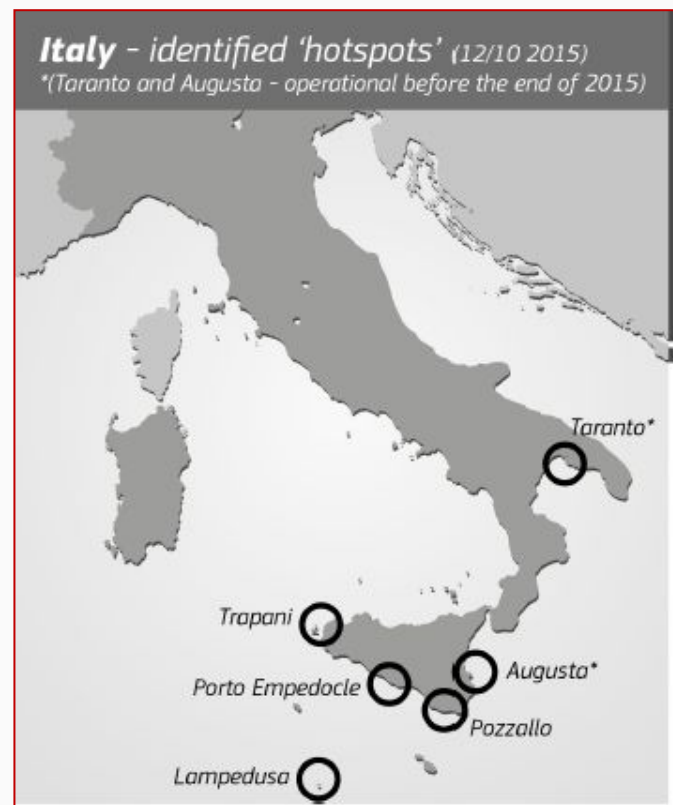 Italy - identified 'hotspots' (12/10 2015)
*(Taranto and Augusta - operational before the end of 2015)
Taranto*
Trapani
Augusta*
Porto Empedocle
Pozzallo
Lampedusa